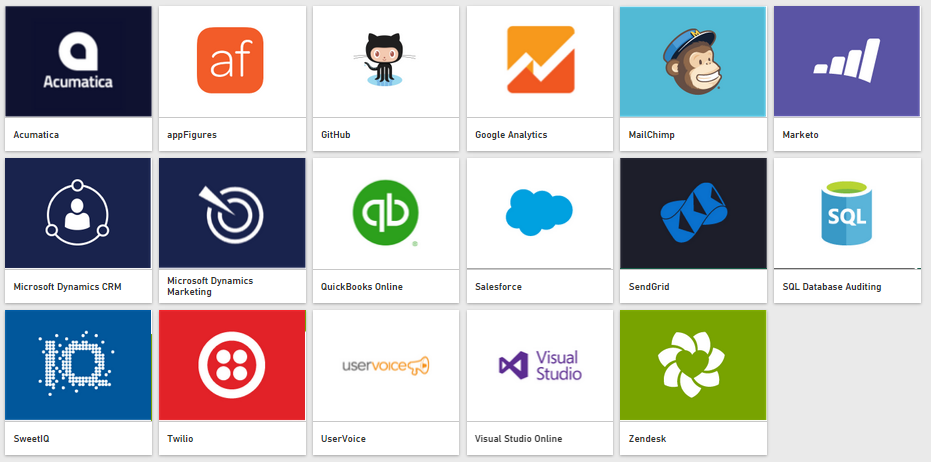 Acumatica
af
M
Acumatica
appFigures
GitHub
Google Analytics
MailChimp
Marketo
qb
SQL
Microsoft Dynamics CRM
Microsoft Dynamics
Marketing
QuickBooks Online
Salesforce
SendGrid
SQL Database Auditing
IQ
uservoice
Visual
Studio
SweetIQ
Twilio
UserVoice
Visual Studio Online
Zendesk